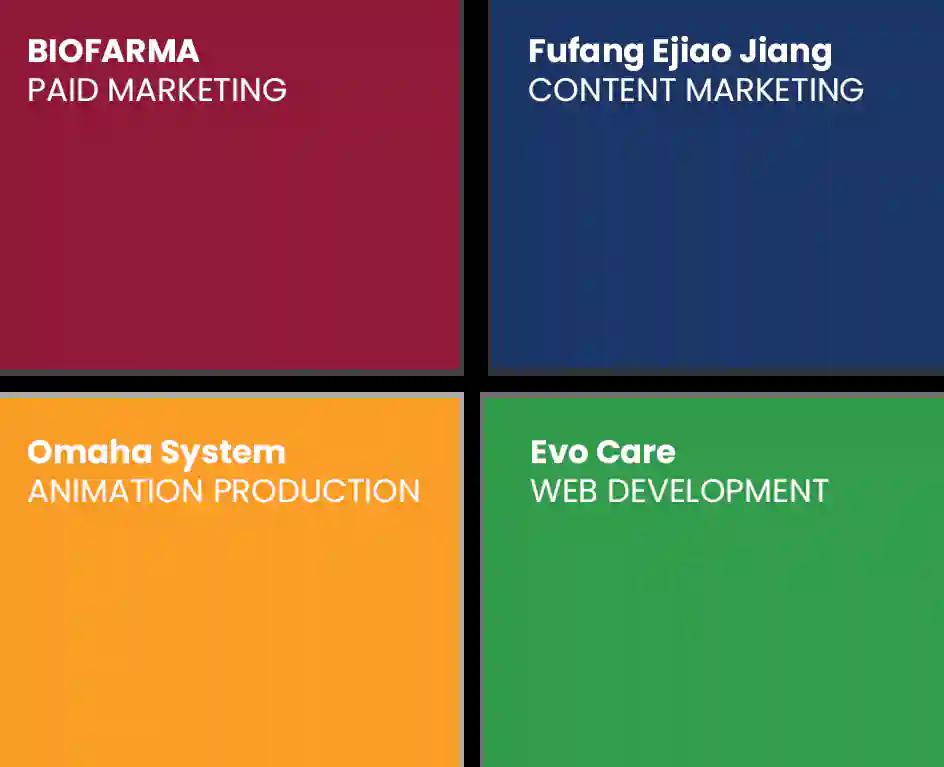 BIOFARMA
PAID MARKETING
Fufang Ejiao Jiang
CONTENT MARKETING
Omaha System
ANIMATION PRODUCTION
Evo Care
WEB DEVELOPMENT